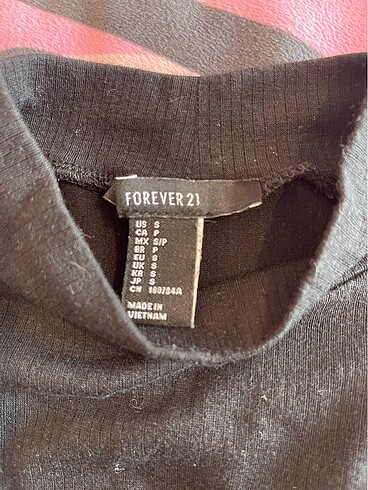 FOREVER 21
US S
CA P
MX S/P
BR P
EU S
UK S
KR S
JP S
CN 160/84A
MADE IN
VIETNAM